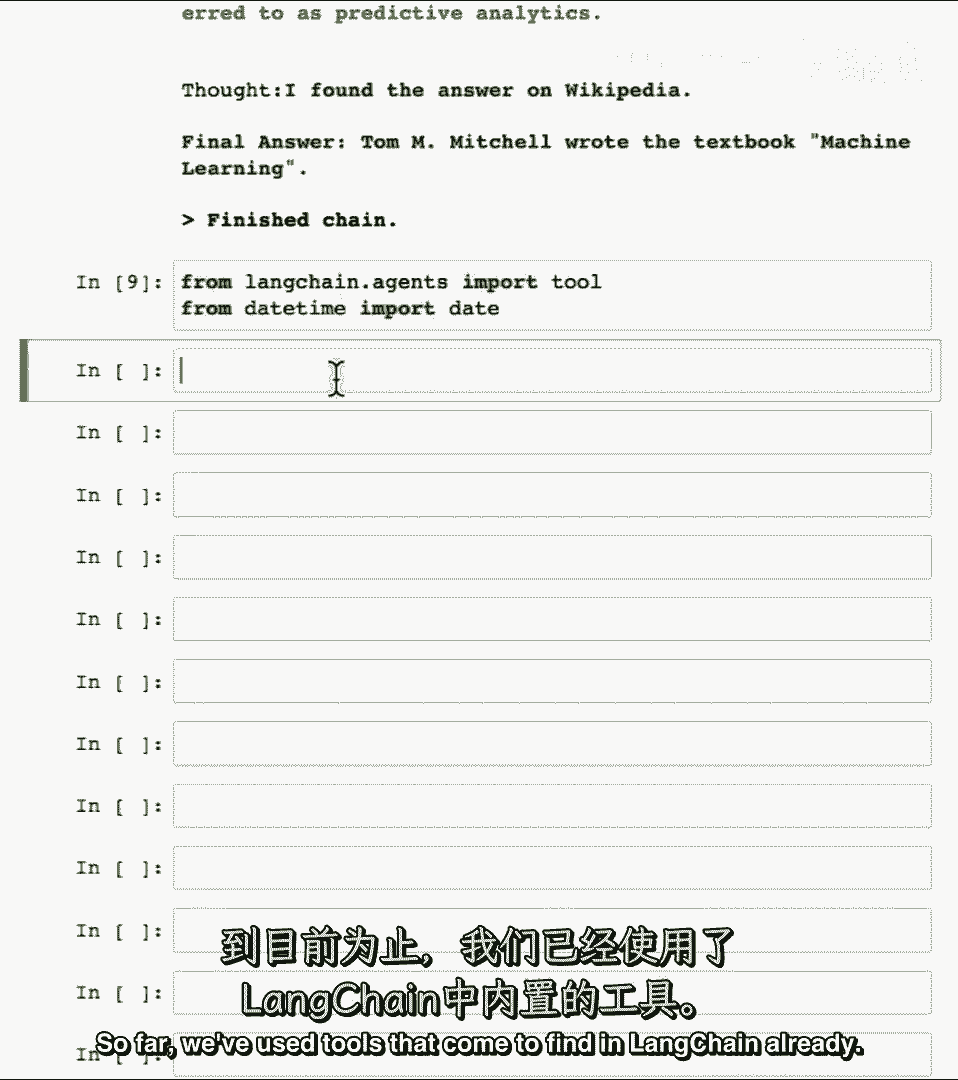 erred to as predictive analytics.
Thought:I found the answer on Wikipedia.
Final Answer: Tom M. Mitchell wrote the textbook "Machine
Learning".
> Finished chain.
In [9]: from langchain.agents import tool
from datetime import date
In [ ]:
In [ ]:
In [ ]:
In [ ]:
In [ ]:
In [ ]:
In [ ]:
In [ ]:
In [ ]:
In [ ]:
In [ ]:
In [ ]:
到目前为止，我们已经使用了
LangChain中内置的工具。
So far, we've used tools that come to find in LangChain already.